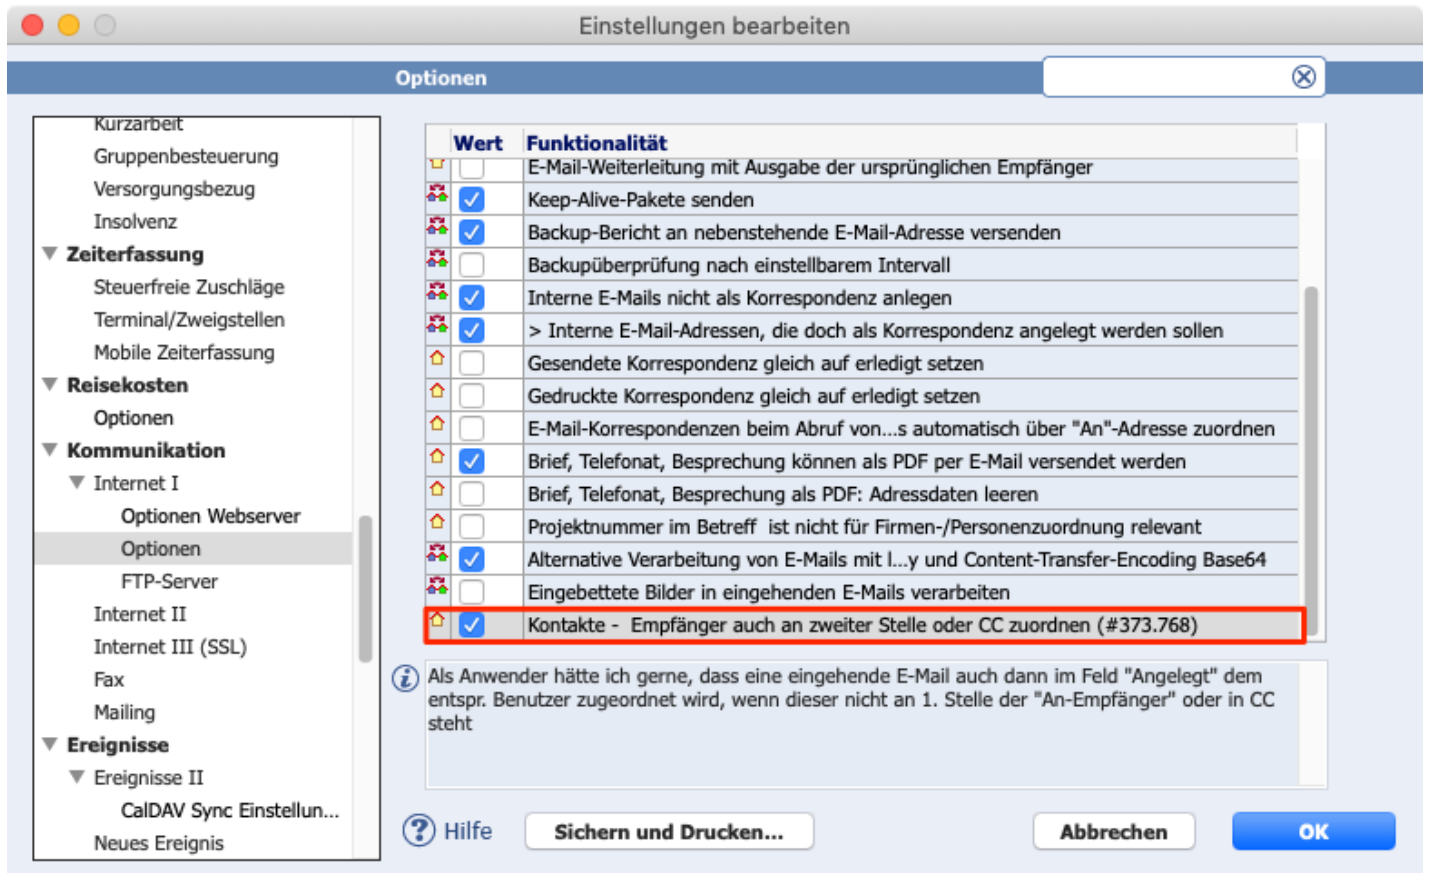 Einstellungen bearbeiten
Optionen
Kurzarbeit
Gruppenbesteuerung
Versorgungsbezug
Insolvenz
Zeiterfassung
Steuerfreie Zuschläge
Terminal/Zweigstellen
Mobile Zeiterfassung
Reisekosten
Optionen
Kommunikation
Internet I
Optionen Webserver
Optionen
FTP-Server
Internet II
Internet III (SSL)
Fax
Mailing
Ereignisse
Ereignisse II
CalDAV Sync Einstellun...
Neues Ereignis
Wert Funktionalität
E-Mail-Weiterleitung mit Ausgabe der ursprünglichen Empfänger
Keep-Alive-Pakete senden
Backup-Bericht an nebenstehende E-Mail-Adresse versenden
Backupüberprüfung nach einstellbarem Intervall
Interne E-Mails nicht als Korrespondenz anlegen
> Interne E-Mail-Adressen, die doch als Korrespondenz angelegt werden sollen
Gesendete Korrespondenz gleich auf erledigt setzen
Gedruckte Korrespondenz gleich auf erledigt setzen
E-Mail-Korrespondenzen beim Abruf von...s automatisch über "An"-Adresse zuordnen
Brief, Telefonat, Besprechung können als PDF per E-Mail versendet werden
Brief, Telefonat, Besprechung als PDF: Adressdaten leeren
Projektnummer im Betreff  ist nicht für Firmen-/Personenzuordnung relevant
Alternative Verarbeitung von E-Mails mit l...y und Content-Transfer-Encoding Base64
Eingebettete Bilder in eingehenden E-Mails verarbeiten
Kontakte -  Empfänger auch an zweiter Stelle oder CC zuordnen (#373.768)
Als Anwender hätte ich gerne, dass eine eingehende E-Mail auch dann im Feld "Angelegt" dem
entspr. Benutzer zugeordnet wird, wenn dieser nicht an 1. Stelle der "An-Empfänger" oder in CC
steht
Hilfe
Sichern und Drucken...
Abbrechen
OK